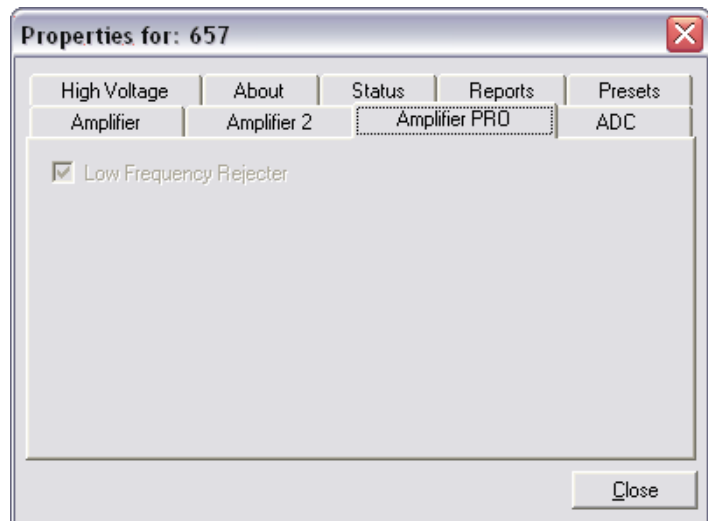 Properties for: 657
High Voltage About Status Reports Presets
Amplifier Amplifier 2 Amplifier PRO ADC
Low Frequency Rejecter
Close